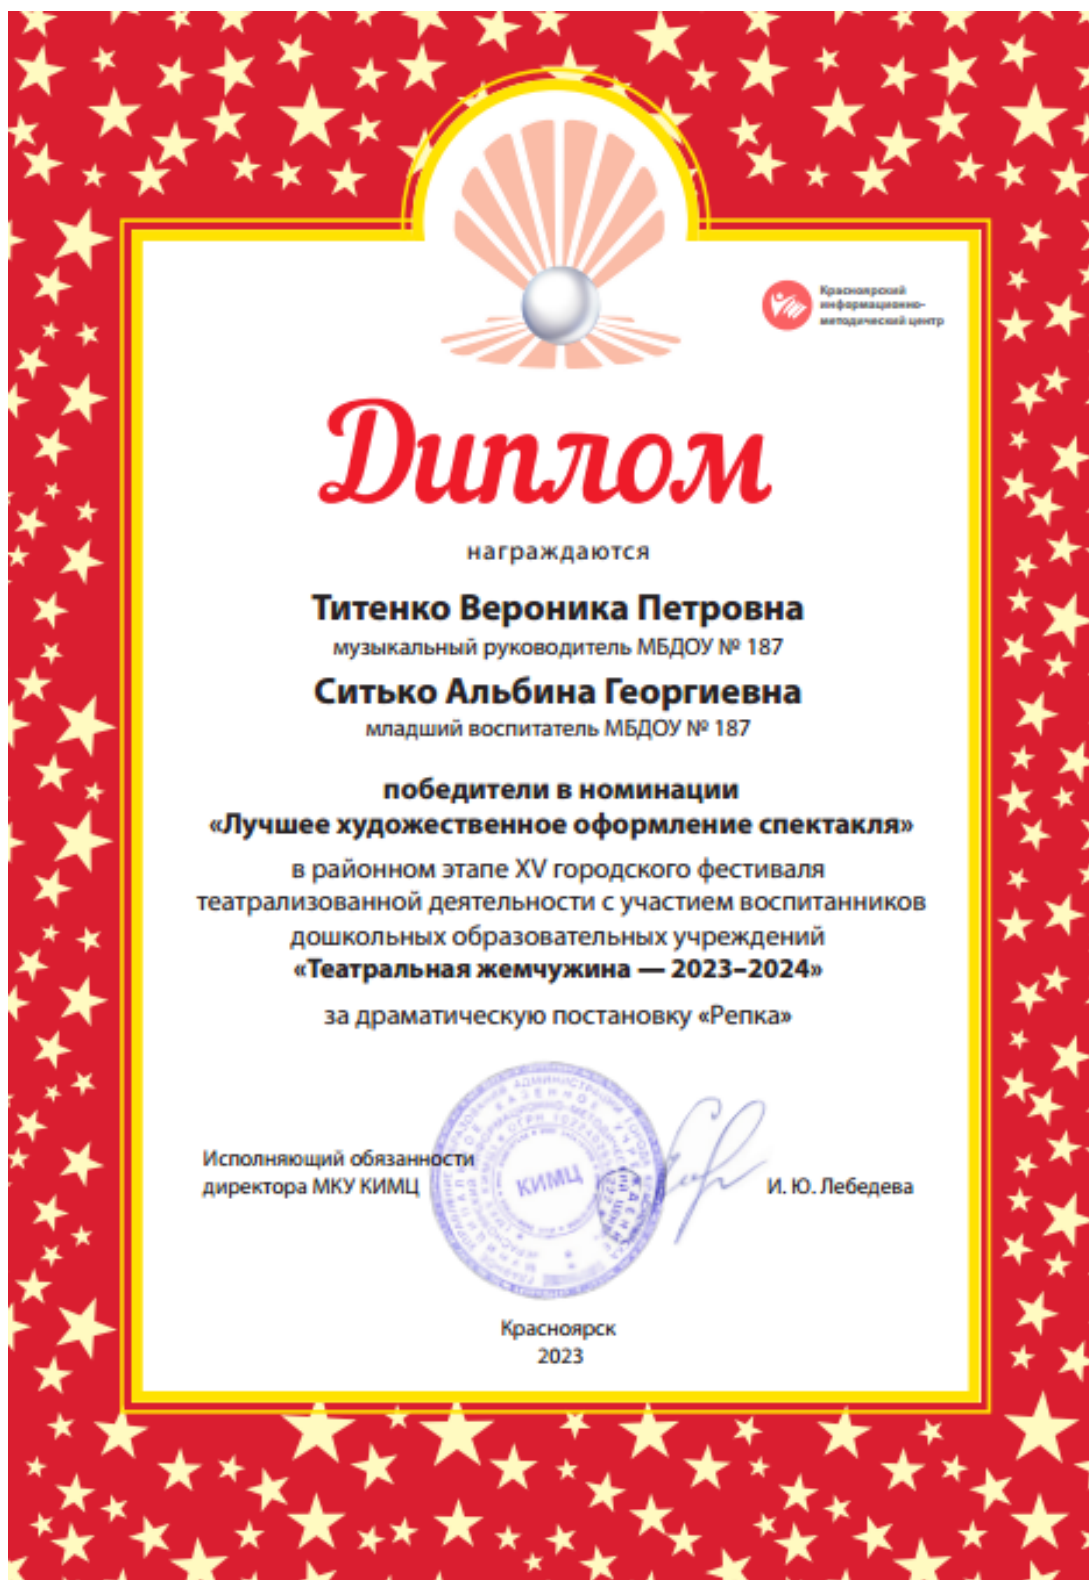 Красноярский
информационно-
методический центр
Диплом
награждаются
Титенко Вероника Петровна
музыкальный руководитель МБДОУ № 187
Ситько Альбина Георгиевна
младший воспитатель МБДОУ № 187
победители в номинации
«Лучшее художественное оформление спектакля»
в районном этапе XV городского фестиваля
театрализованной деятельности с участием воспитанников
дошкольных образовательных учреждений
«Театральная жемчужина — 2023–2024»
за драматическую постановку «Репка»
Исполняющий обязанности
директора МКУ КИМЦ
КИМЦ
И. Ю. Лебедева
Красноярск
2023